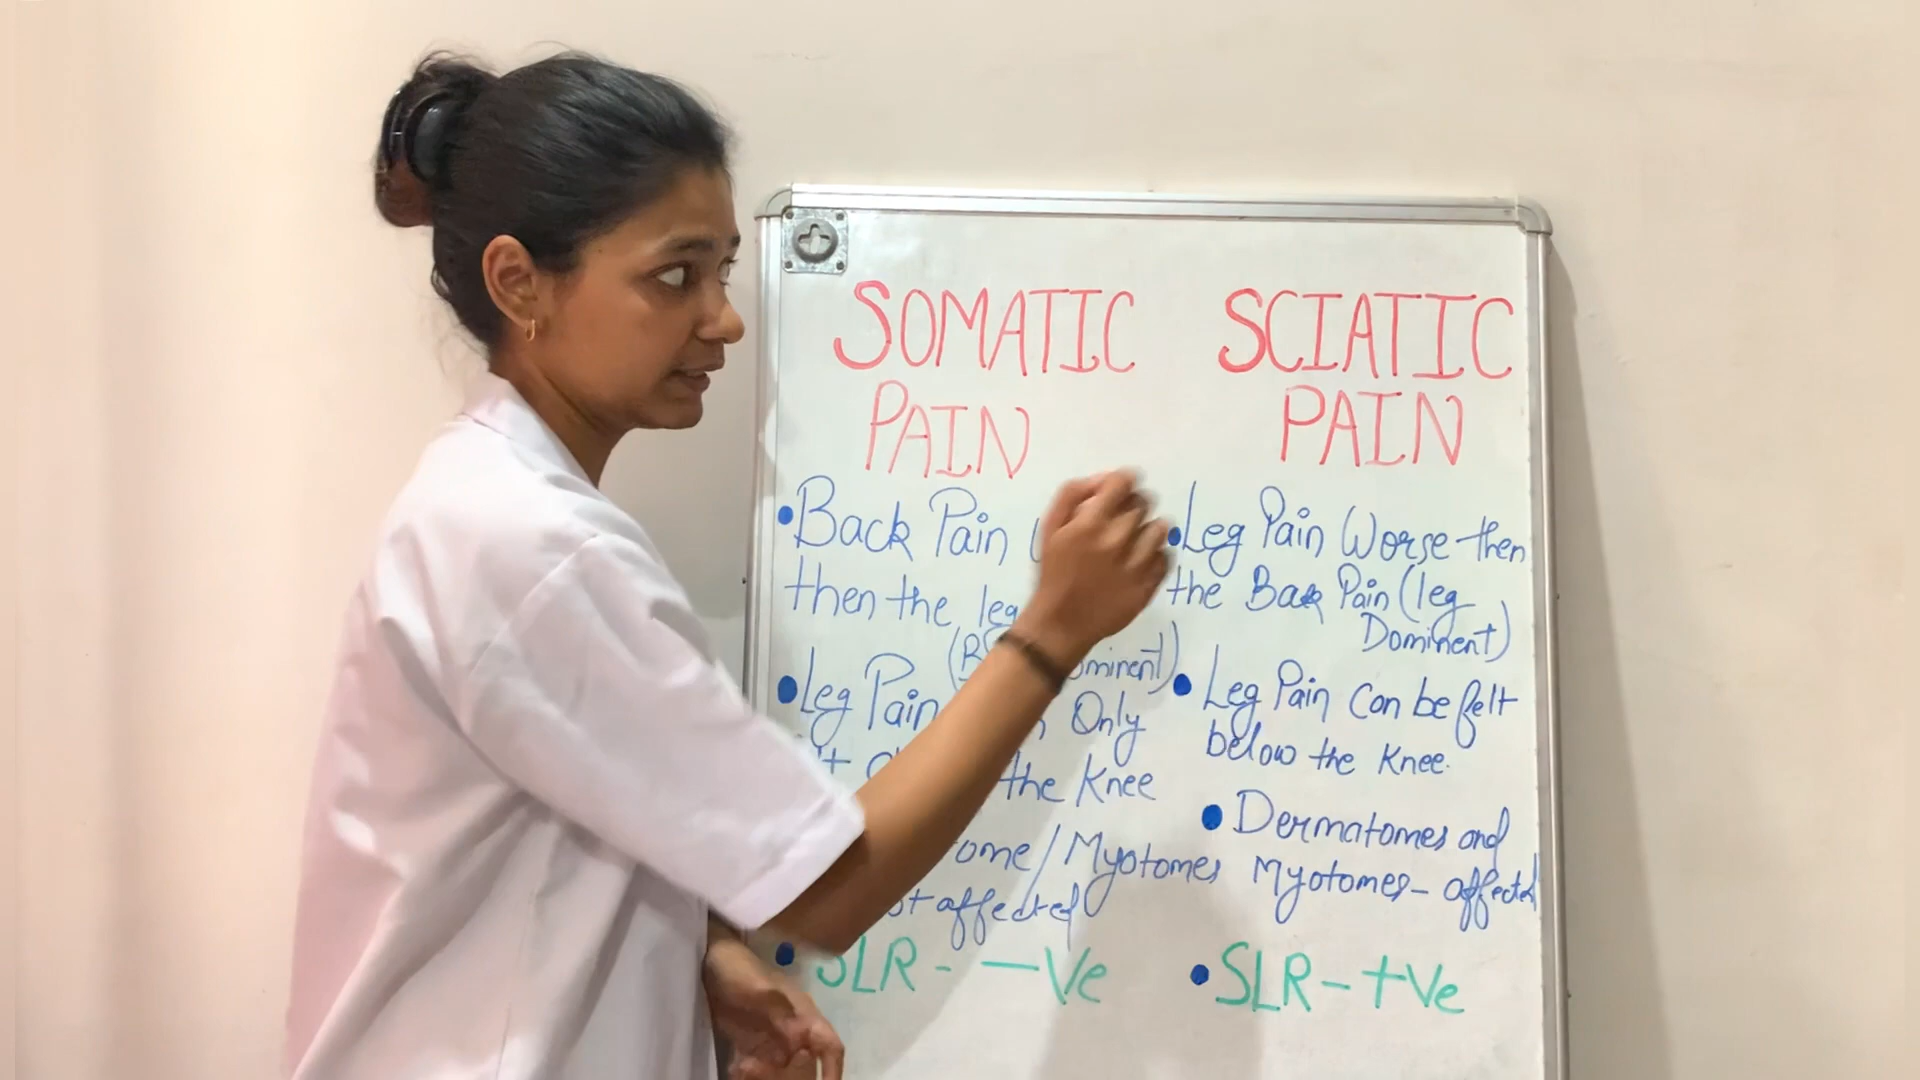 SOMATIC
PAIN
• Back Pain
then the leg
ominent)
• Leg Pain Only
the Knee
ome/Myotomes
affected
• SLR - -Ve
SCIATIC
PAIN
• Leg Pain Worse then
the Back Pain (leg
Dominent)
• Leg Pain Can be felt
below the Knee.
• Dermatomes and
Myotomes - affected
• SLR - +Ve